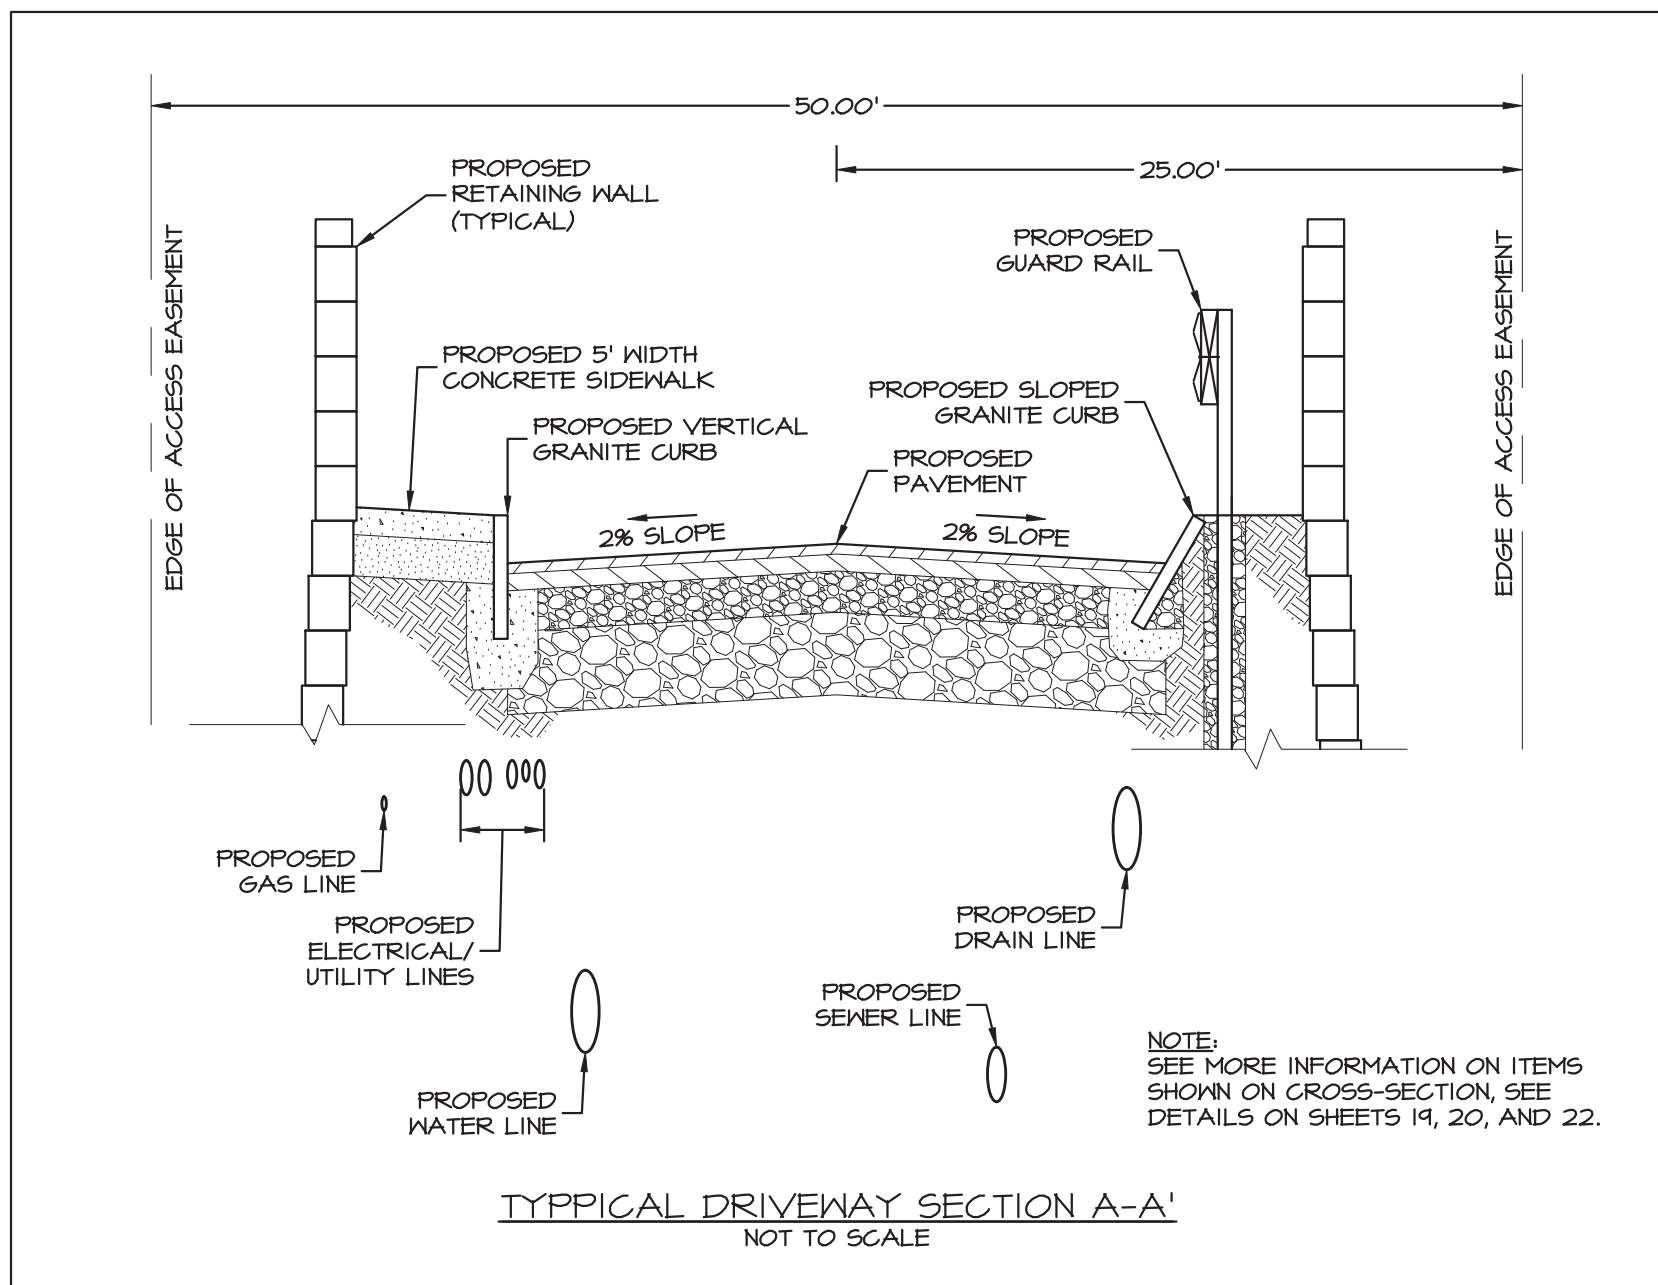 50.00'
25.00'
PROPOSED
RETAINING WALL
(TYPICAL)
PROPOSED
GUARD RAIL
EDGE OF ACCESS EASEMENT
EDGE OF ACCESS EASEMENT
PROPOSED 5' WIDTH
CONCRETE SIDEWALK
PROPOSED SLOPED
GRANITE CURB
PROPOSED VERTICAL
GRANITE CURB
PROPOSED
PAVEMENT
2% SLOPE
2% SLOPE
PROPOSED
GAS LINE
PROPOSED
ELECTRICAL/
UTILITY LINES
PROPOSED
DRAIN LINE
PROPOSED
SEWER LINE
PROPOSED
WATER LINE
NOTE:
SEE MORE INFORMATION ON ITEMS
SHOWN ON CROSS-SECTION, SEE
DETAILS ON SHEETS 19, 20, AND 22.
TYPPICAL DRIVEWAY SECTION A-A'
NOT TO SCALE